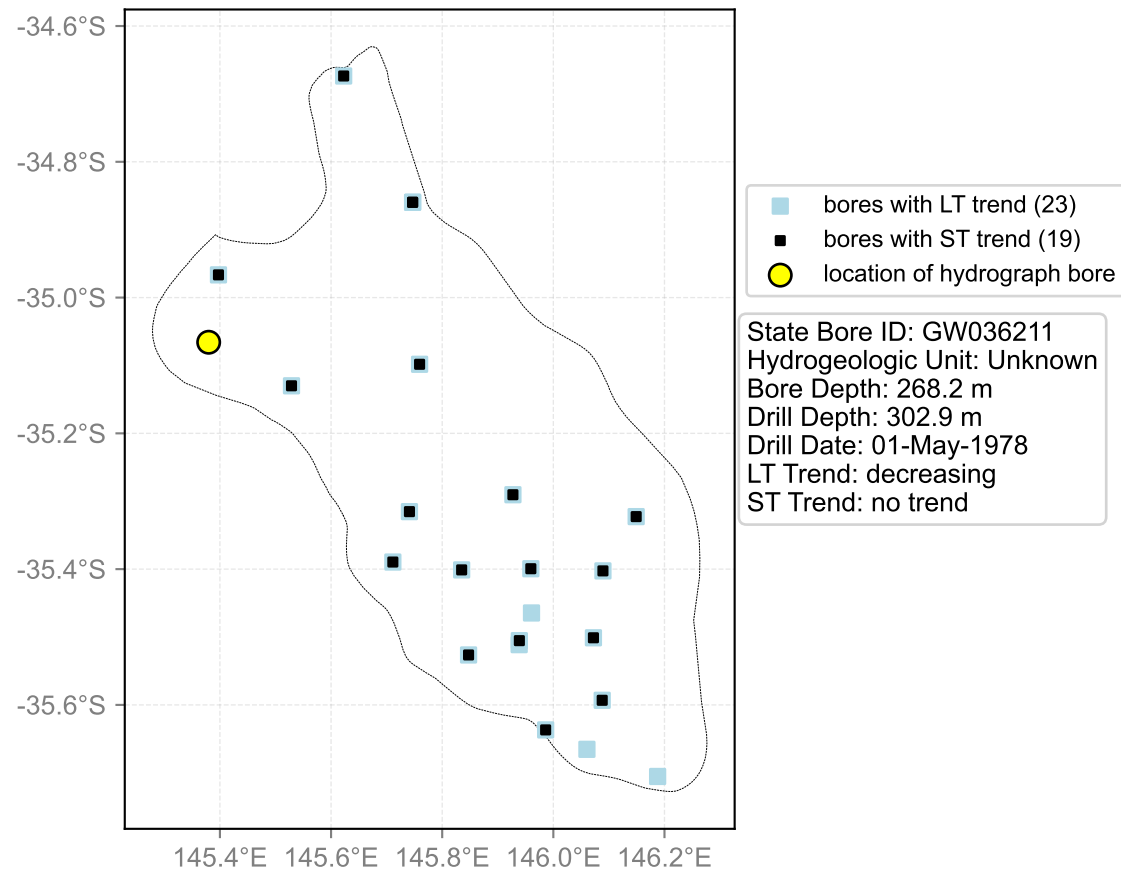 -34.6°S
-34.8°S
-35.0°S
-35.2°S
-35.4°S
-35.6°S
145.4°E 145.6°E 145.8°E 146.0°E 146.2°E
bores with LT trend (23)
bores with ST trend (19)
location of hydrograph bore
State Bore ID: GW036211
Hydrogeologic Unit: Unknown
Bore Depth: 268.2 m
Drill Depth: 302.9 m
Drill Date: 01-May-1978
LT Trend: decreasing
ST Trend: no trend